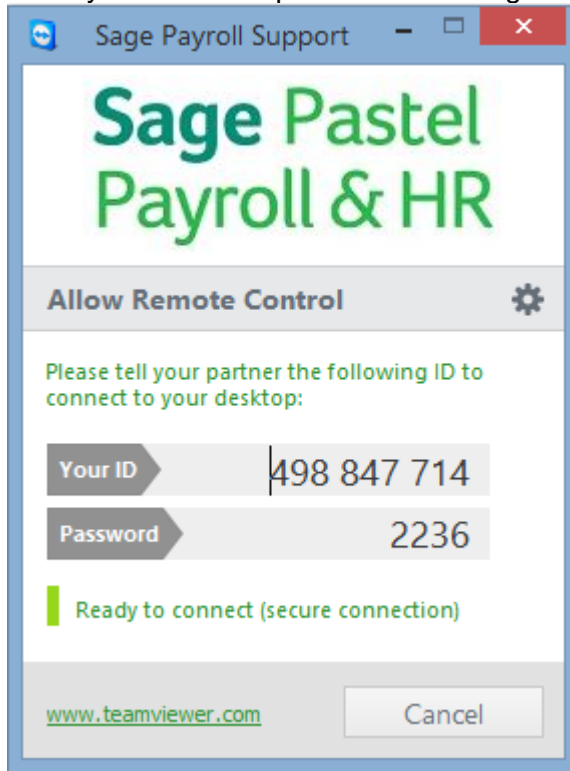 Sage Payroll Support
Sage Pastel
Payroll & HR
Allow Remote Control
Please tell your partner the following ID to
connect to your desktop:
Your ID 498 847 714
Password 2236
Ready to connect (secure connection)
www.teamviewer.com Cancel